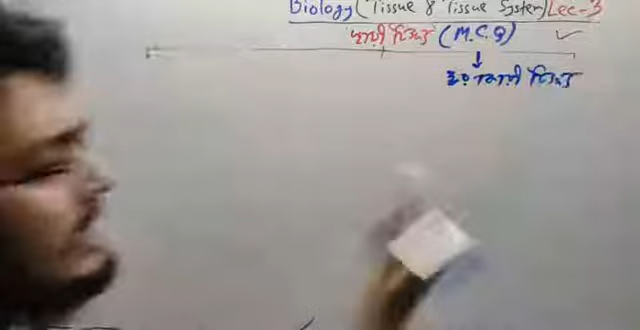 Biology (Tissue & Tissue System) Lec-3
স্থায়ী টিস্যু (M.C.Q) ✓
↓
টিস্যু